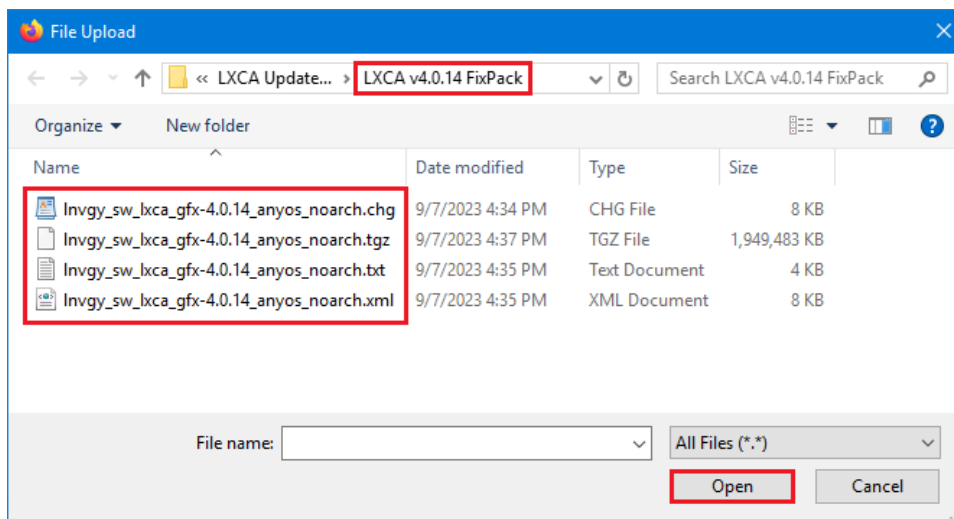 File Upload
« LXCA Update... › LXCA v4.0.14 FixPack
Search LXCA v4.0.14 FixPack
Organize
New folder
Name Date modified Type Size
lnvgy_sw_lxca_gfx-4.0.14_anyos_noarch.chg 9/7/2023 4:34 PM CHG File 8 KB
lnvgy_sw_lxca_gfx-4.0.14_anyos_noarch.tgz 9/7/2023 4:37 PM TGZ File 1,949,483 KB
lnvgy_sw_lxca_gfx-4.0.14_anyos_noarch.txt 9/7/2023 4:35 PM Text Document 4 KB
lnvgy_sw_lxca_gfx-4.0.14_anyos_noarch.xml 9/7/2023 4:35 PM XML Document 8 KB
File name:
All Files (*.*)
Open
Cancel